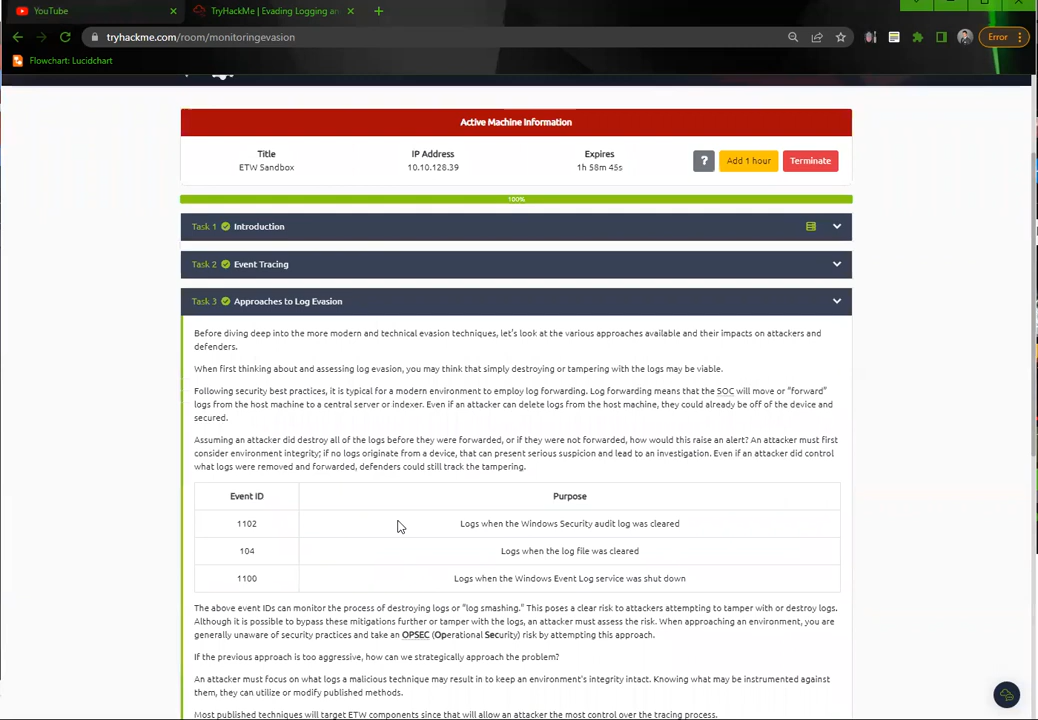 YouTube
TryHackMe | Evading Logging an
tryhackme.com/room/monitoringevasion
Error
Flowchart: Lucidchart
Active Machine Information
Title
IP Address
Expires
ETW Sandbox
10.10.128.39
1h 58m 45s
?
Add 1 hour
Terminate
100%
Task 1 Introduction
Task 2 Event Tracing
Task 3 Approaches to Log Evasion
Before diving deep into the more modern and technical evasion techniques, let's look at the various approaches available and their impacts on attackers and
defenders.
When first thinking about and assessing log evasion, you may think that simply destroying or tampering with the logs may be viable.
Following security best practices, it is typical for a modern environment to employ log forwarding. Log forwarding means that the SOC will move or "forward"
logs from the host machine to a central server or indexer. Even if an attacker can delete logs from the host machine, they could already be off of the device and
secured.
Assuming an attacker did destroy all of the logs before they were forwarded, or if they were not forwarded, how would this raise an alert? An attacker must first
consider environment integrity; if no logs originate from a device, that can present serious suspicion and lead to an investigation. Even if an attacker did control
what logs were removed and forwarded, defenders could still track the tampering.
Event ID Purpose
1102 Logs when the Windows Security audit log was cleared
104 Logs when the log file was cleared
1100 Logs when the Windows Event Log service was shut down
The above event IDs can monitor the process of destroying logs or "log smashing." This poses a clear risk to attackers attempting to tamper with or destroy logs.
Although it is possible to bypass these mitigations further or tamper with the logs, an attacker must assess the risk. When approaching an environment, you are
generally unaware of security practices and take an OPSEC (Operational Security) risk by attempting this approach.
If the previous approach is too aggressive, how can we strategically approach the problem?
An attacker must focus on what logs a malicious technique may result in to keep an environment's integrity intact. Knowing what may be instrumented against
them, they can utilize or modify published methods.
Most published techniques will target ETW components since that will allow an attacker the most control over the tracing process.